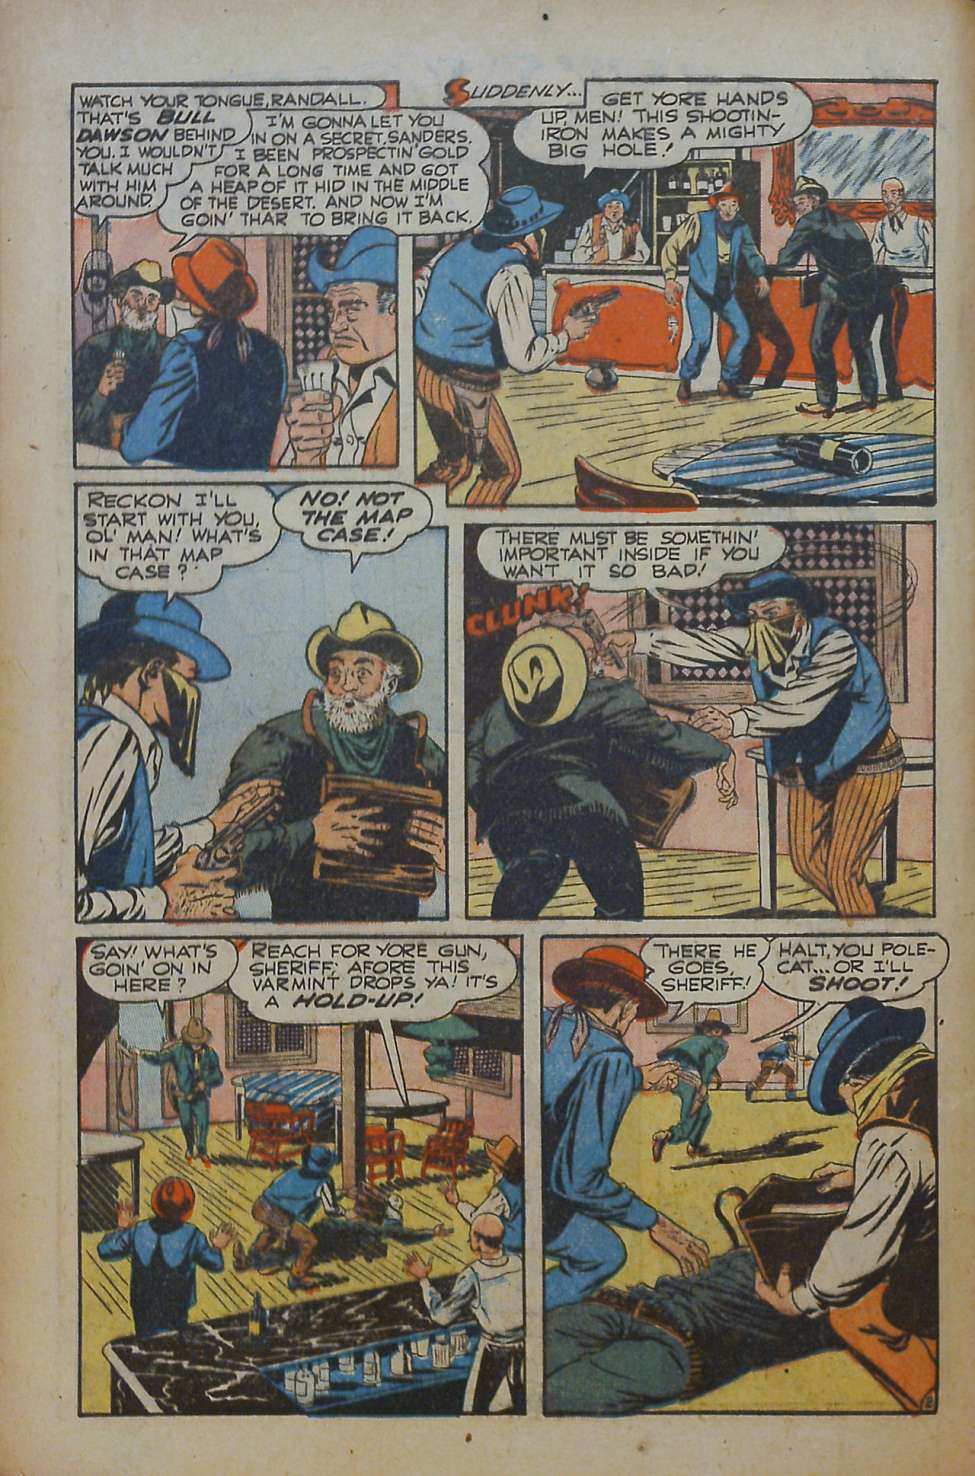 WATCH YOUR TONGUE, RANDALL.
THAT'S BULL
DAWSON BEHIND
YOU. I WOULDN'T
TALK MUCH
WITH HIM
AROUND.
I'M GONNA LET YOU
IN ON A SECRET, SANDERS.
I BEEN PROSPECTIN' GOLD
FOR A LONG TIME AND GOT
A HEAP OF IT HID IN THE MIDDLE
OF THE DESERT. AND NOW I'M
GOIN' THAR TO BRING IT BACK.
SUDDENLY...
GET YORE HANDS
UP, MEN! THIS SHOOTIN-
IRON MAKES A MIGHTY
BIG HOLE!
RECKON I'LL
START WITH YOU,
OL' MAN! WHAT'S
IN THAT MAP
CASE?
NO! NOT
THE MAP
CASE!
THERE MUST BE SOMETHIN'
IMPORTANT INSIDE IF YOU
WANT IT SO BAD!
CLUNK!
SAY! WHAT'S
GOIN' ON IN
HERE?
REACH FOR YORE GUN,
SHERIFF, AFORE THIS
VARMINT DROPS YA! IT'S
A HOLD-UP!
THERE HE
GOES,
SHERIFF!
HALT, YOU POLE-
CAT... OR I'LL
SHOOT!
2